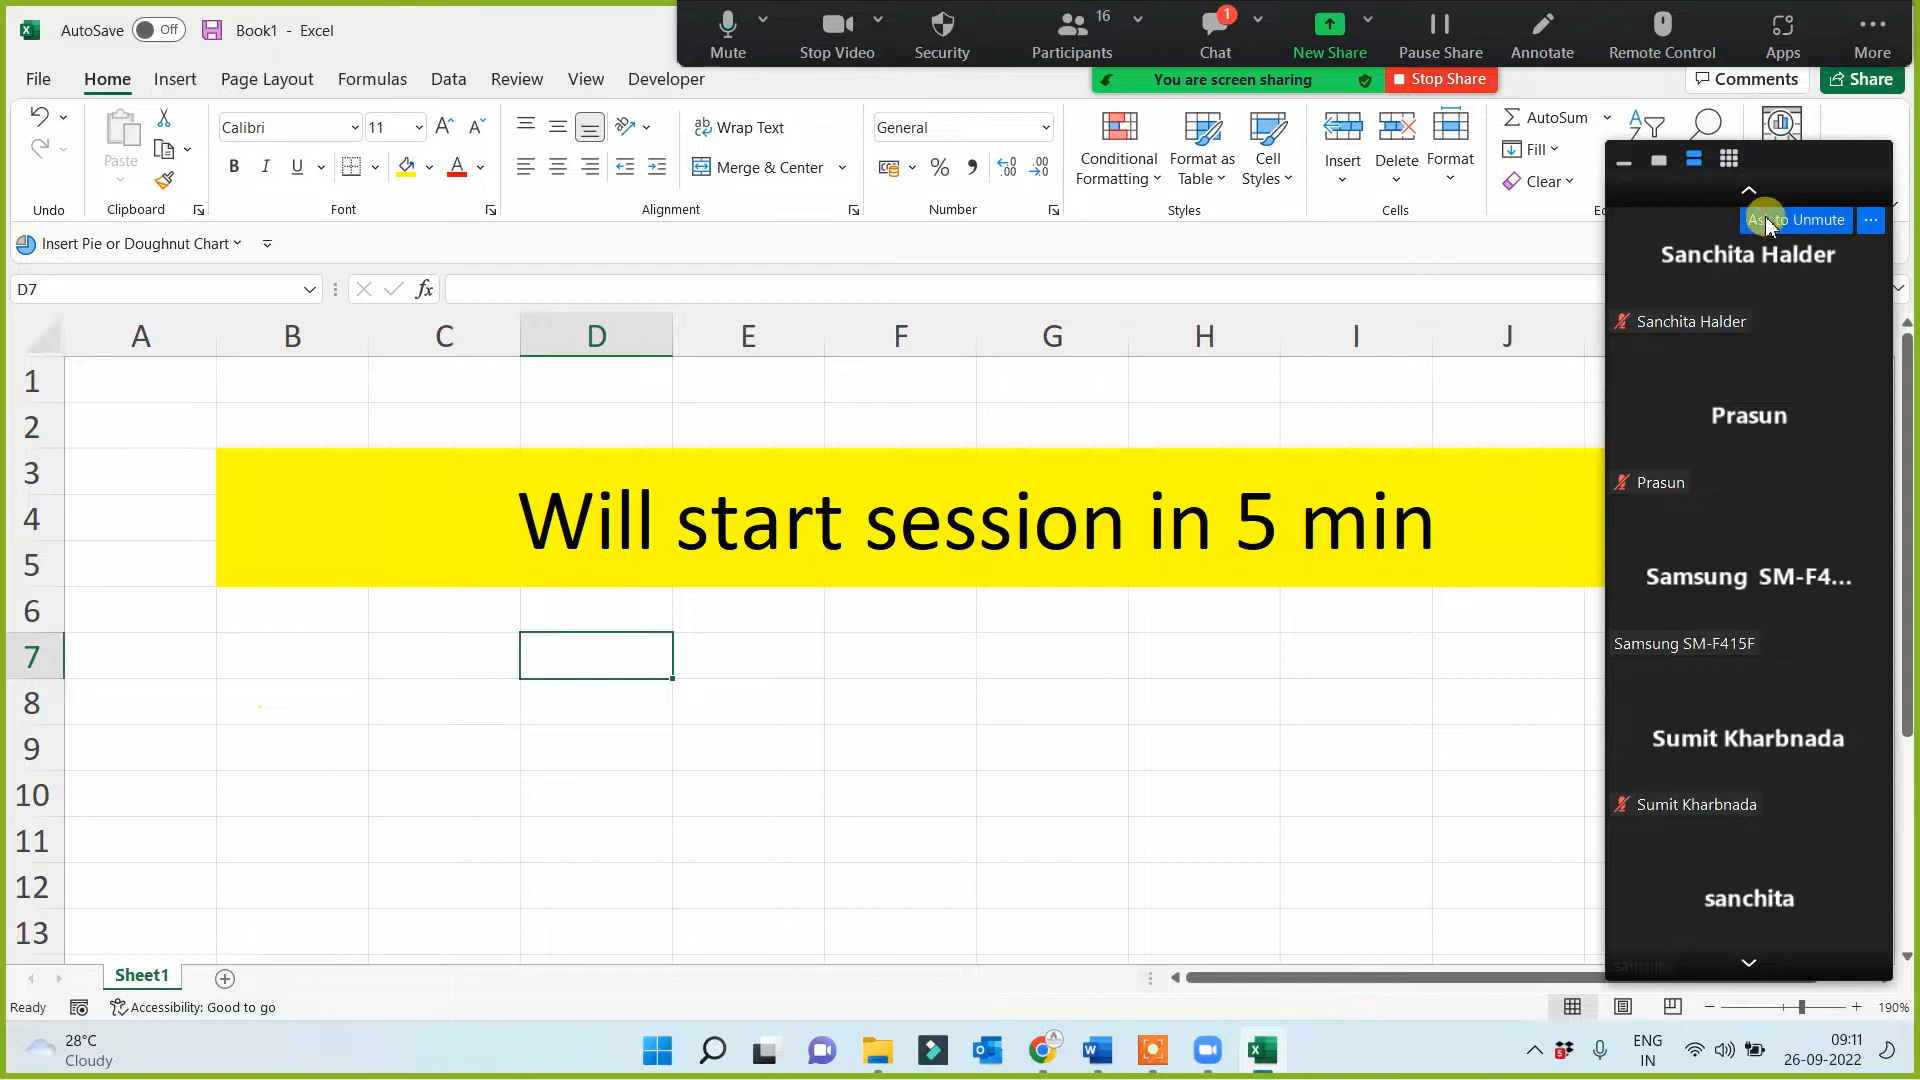 AutoSave Off Book1 - Excel
Mute Stop Video Security Participants 16 Chat 1 New Share Pause Share Annotate Remote Control Apps More
File Home Insert Page Layout Formulas Data Review View Developer
You are screen sharing Stop Share
Comments Share
Calibri 11 Wrap Text General AutoSum
Paste B I U Merge & Center % Conditional Formatting Format as Table Cell Styles Insert Delete Format Fill
Clear
Undo Clipboard Font Alignment Number Styles Cells
Insert Pie or Doughnut Chart
D7 fx
A B C D E F G H I J
1
2
3
4
5
Will start session in 5 min
6
7
8
9
10
11
12
13
to Unmute
Sanchita Halder
Sanchita Halder
Prasun
Prasun
Samsung SM-F4...
Samsung SM-F415F
Sumit Kharbnada
Sumit Kharbnada
sanchita
Sheet1
Ready Accessibility: Good to go 190%
28°C
Cloudy
ENG
IN
09:11
26-09-2022